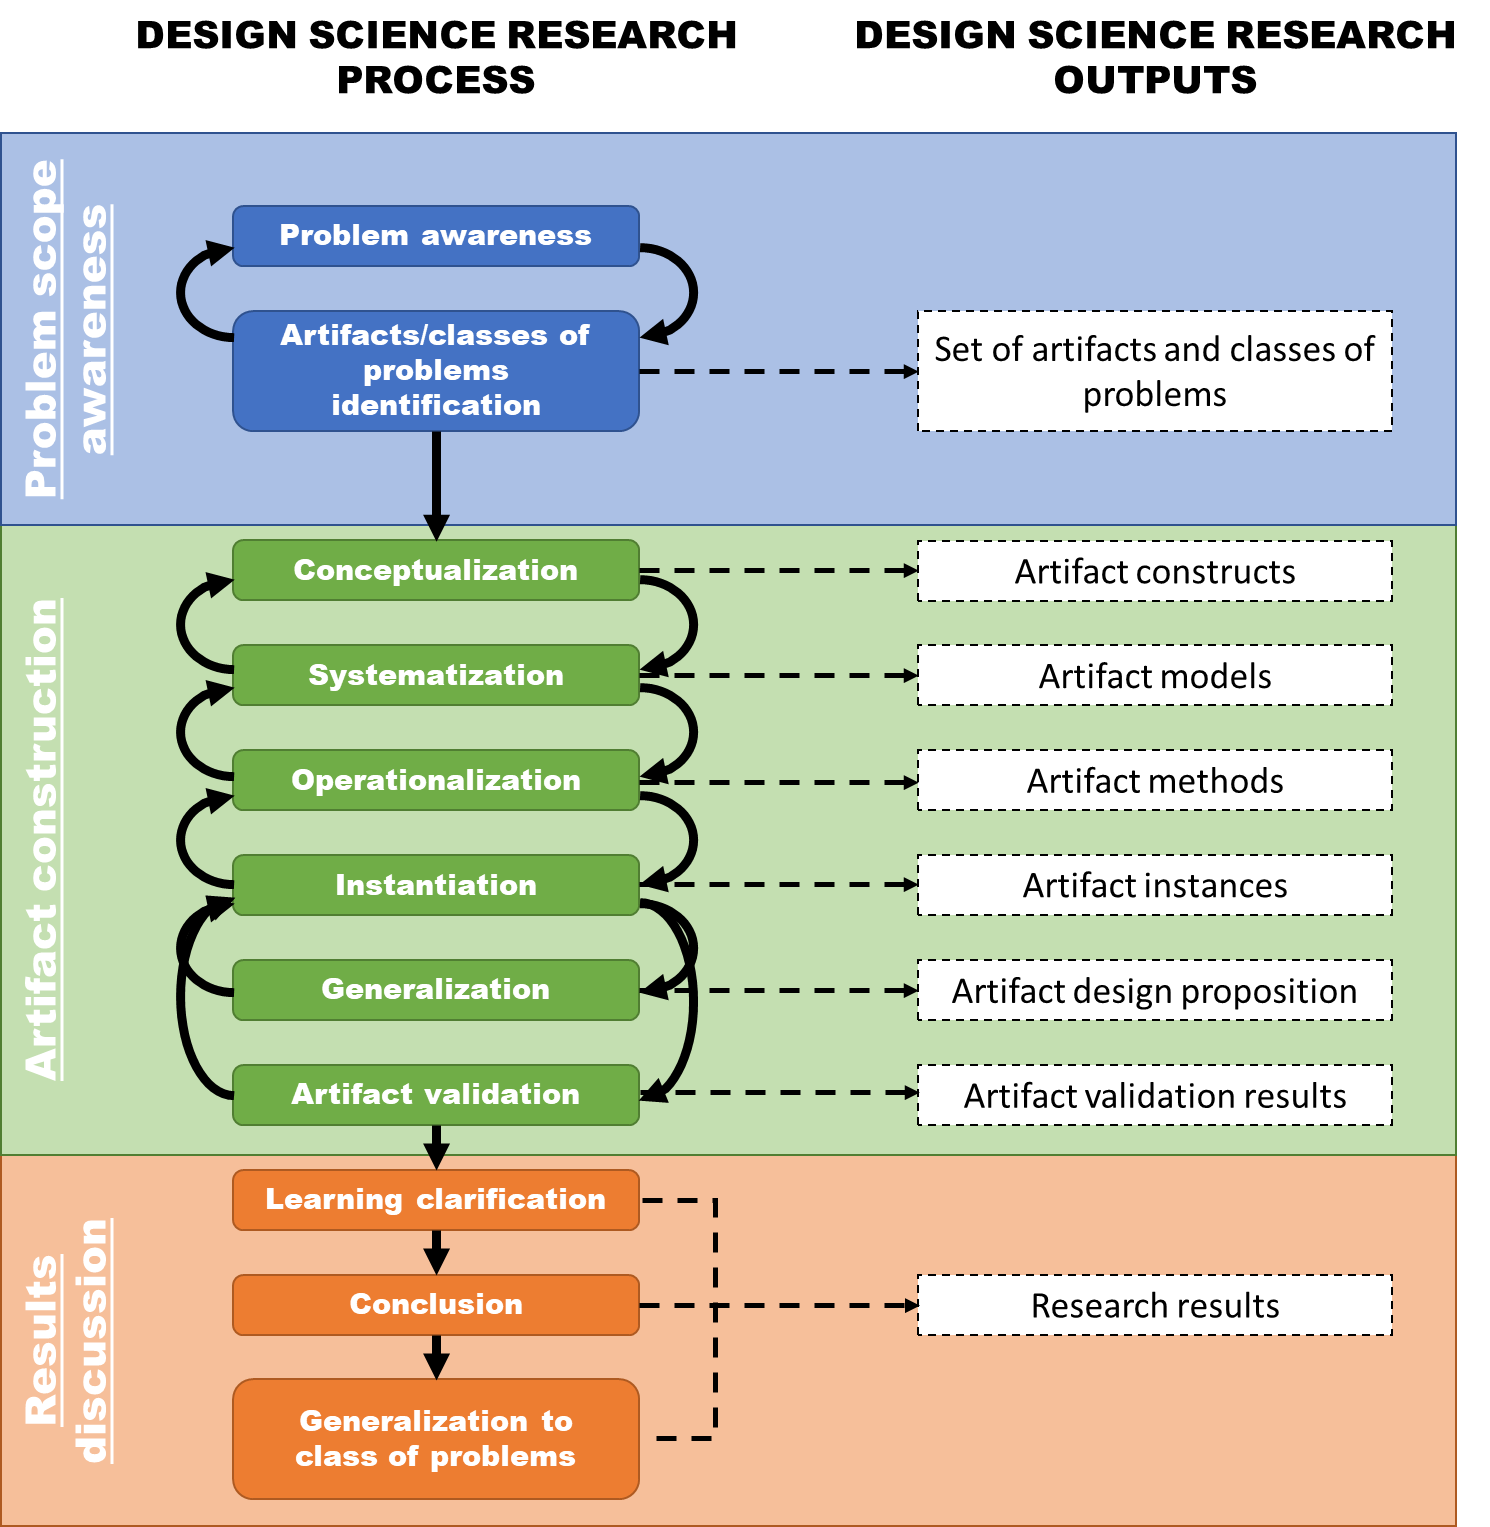 DESIGN SCIENCE RESEARCH
PROCESS
DESIGN SCIENCE RESEARCH
OUTPUTS
Problem scope
awareness
Problem awareness
Artifacts/classes of
problems
identification
Set of artifacts and classes of
problems
Artifact construction
Conceptualization
Artifact constructs
Systematization
Artifact models
Operationalization
Artifact methods
Instantiation
Artifact instances
Generalization
Artifact design proposition
Artifact validation
Artifact validation results
Results
discussion
Learning clarification
Conclusion
Research results
Generalization to
class of problems